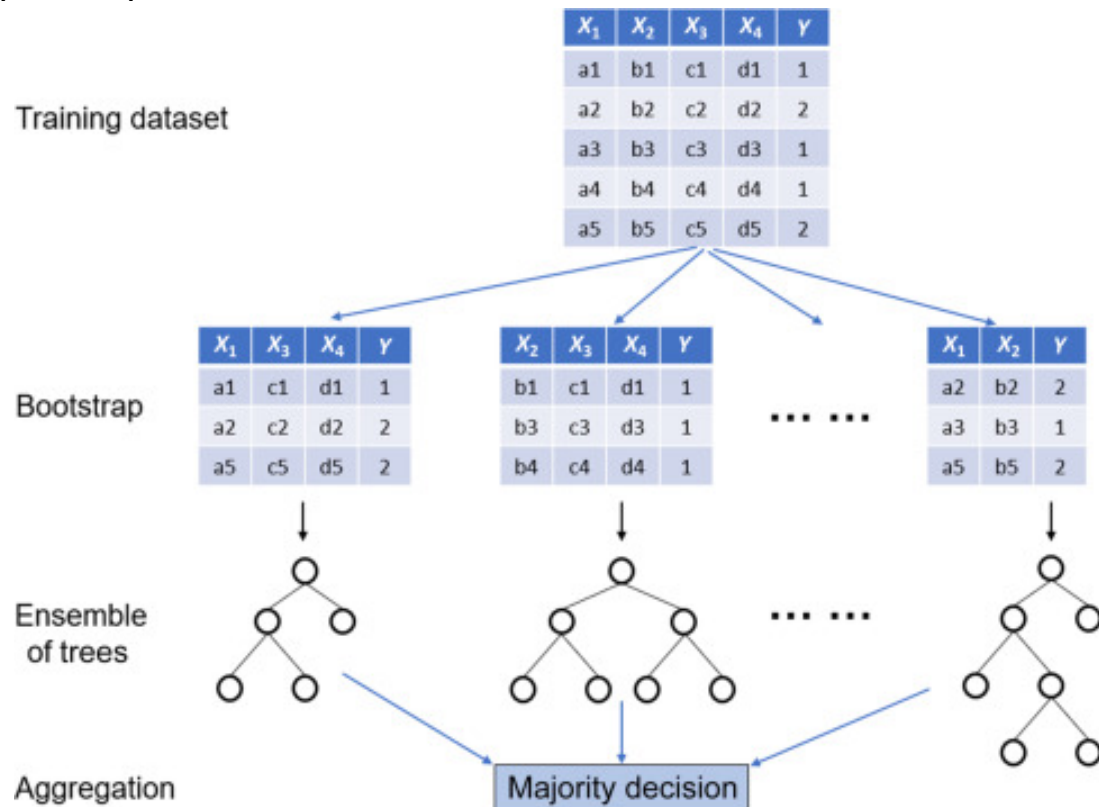 X₁ X₂ X₃ X₄ Y
a1 b1 c1 d1 1
Training dataset
a2 b2 c2 d2 2
a3 b3 c3 d3 1
a4 b4 c4 d4 1
a5 b5 c5 d5 2
Bootstrap
X₁ X₃ X₄ Y
a1 c1 d1 1
a2 c2 d2 2
a5 c5 d5 2
X₂ X₃ X₄ Y
b1 c1 d1 1
b3 c3 d3 1
b4 c4 d4 1
... ...
X₁ X₂ Y
a2 b2 2
a3 b3 1
a5 b5 2
Ensemble
of trees
... ...
Aggregation
Majority decision